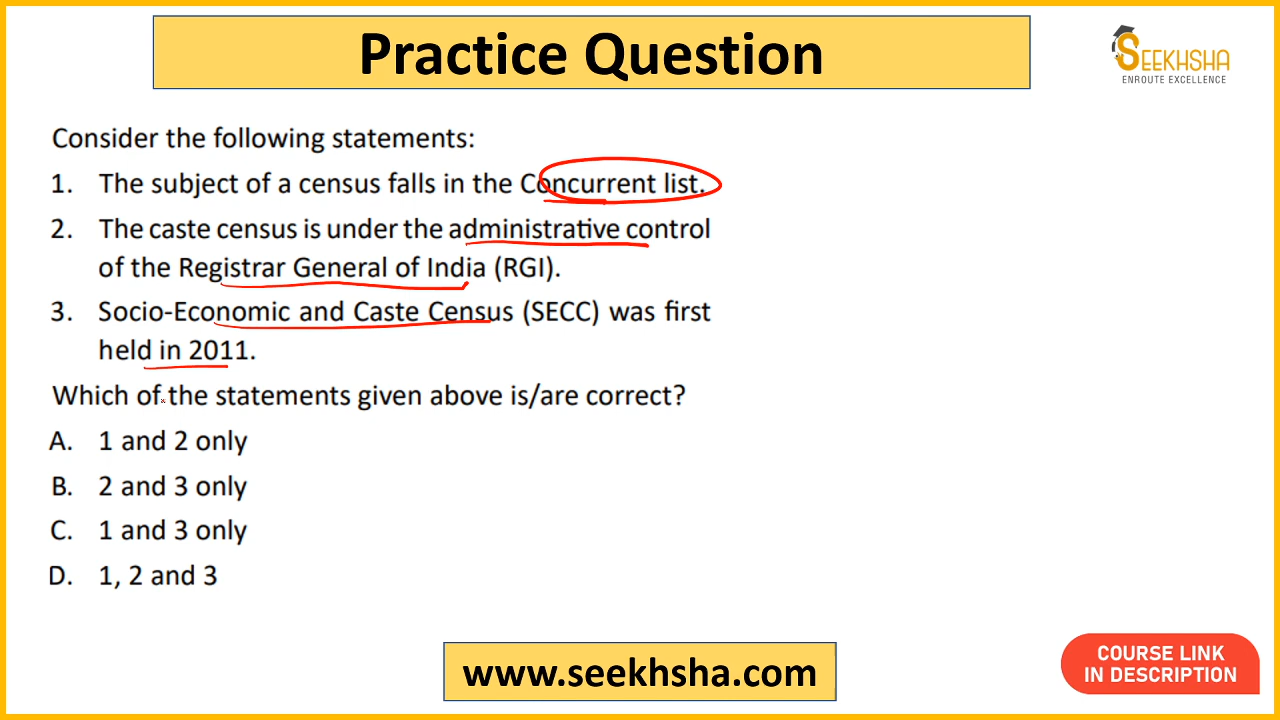 Practice Question
SEEKHSHA
ENROUTE EXCELLENCE
Consider the following statements:
1. The subject of a census falls in the Concurrent list.
2. The caste census is under the administrative control
of the Registrar General of India (RGI).
3. Socio-Economic and Caste Census (SECC) was first
held in 2011.
Which of the statements given above is/are correct?
A. 1 and 2 only
B. 2 and 3 only
C. 1 and 3 only
D. 1, 2 and 3
www.seekhsha.com
COURSE LINK
IN DESCRIPTION